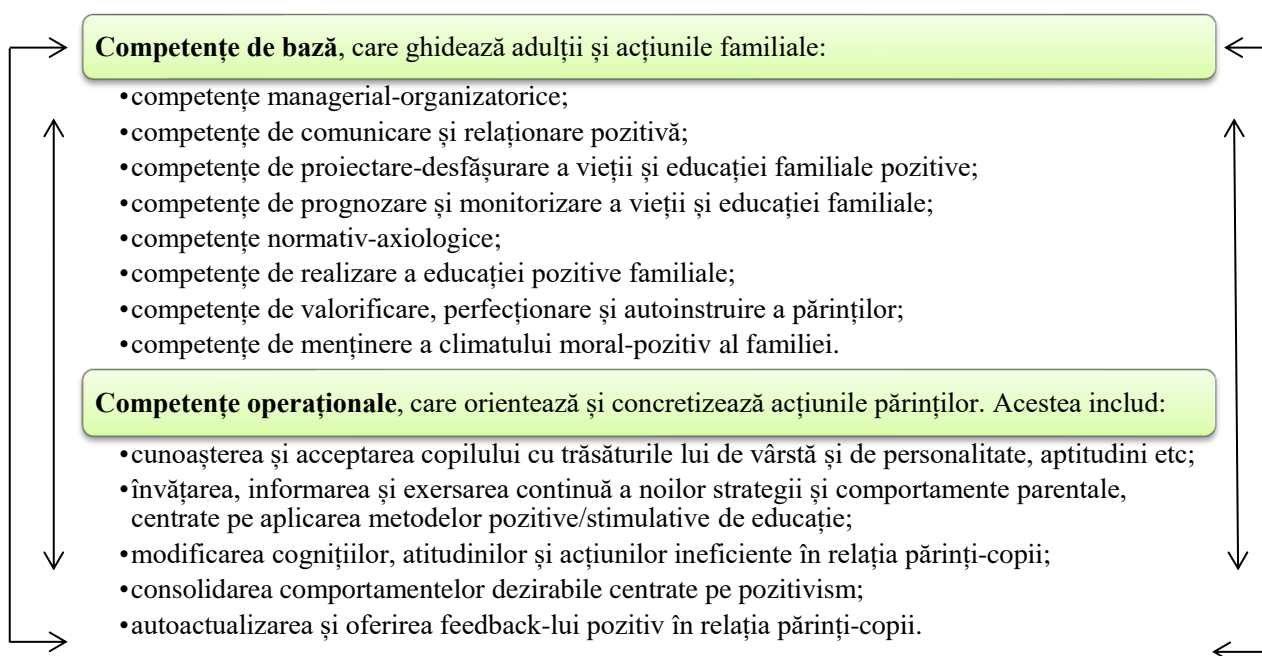 Competențe de bază, care ghidează adulții și acțiunile familiale:
•competențe managerial-organizatorice;
•competențe de comunicare și relaționare pozitivă;
•competențe de proiectare-desfășurare a vieții și educației familiale pozitive;
•competențe de prognozare și monitorizare a vieții și educației familiale;
•competențe normativ-axiologice;
•competențe de realizare a educației pozitive familiale;
•competențe de valorificare, perfecționare și autoinstruire a părinților;
•competențe de menținere a climatului moral-pozitiv al familiei.
Competențe operaționale, care orientează și concretizează acțiunile părinților. Acestea includ:
•cunoașterea și acceptarea copilului cu trăsăturile lui de vârstă și de personalitate, aptitudini etc;
•învățarea, informarea și exersarea continuă a noilor strategii și comportamente parentale,
centrate pe aplicarea metodelor pozitive/stimulative de educație;
•modificarea cognițiilor, atitudinilor și acțiunilor ineficiente în relația părinți-copii;
•consolidarea comportamentelor dezirabile centrate pe pozitivism;
•autoactualizarea și oferirea feedback-lui pozitiv în relația părinți-copii.